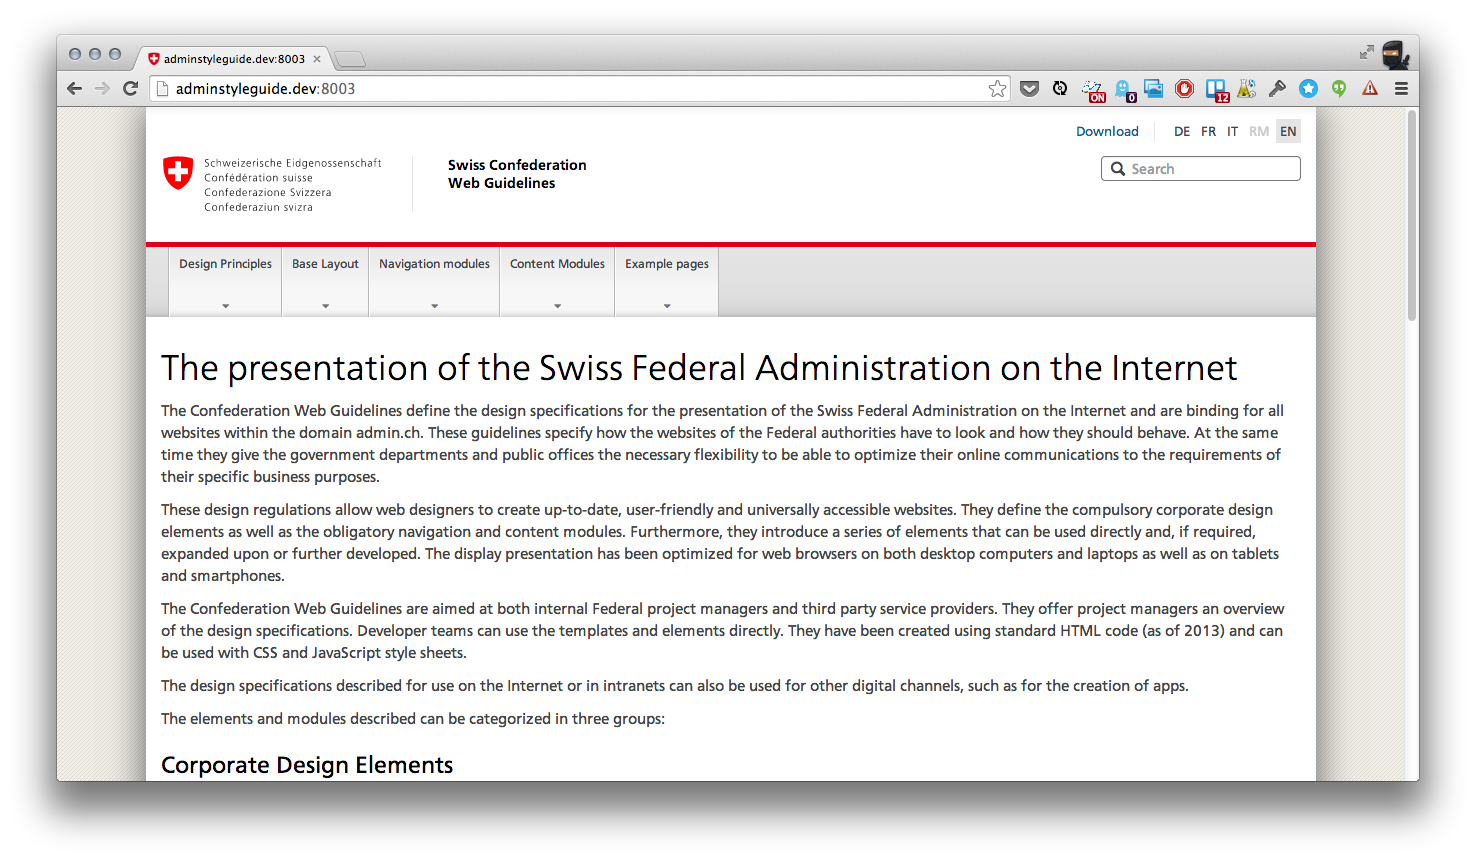 adminstyleguide.dev:8003
adminstyleguide.dev:8003
ON
0
12
Download DE FR IT RM EN
Schweizerische Eidgenossenschaft
Confédération suisse
Confederazione Svizzera
Confederaziun svizra
Swiss Confederation
Web Guidelines
Search
Design Principles Base Layout Navigation modules Content Modules Example pages
The presentation of the Swiss Federal Administration on the Internet
The Confederation Web Guidelines define the design specifications for the presentation of the Swiss Federal Administration on the Internet and are binding for all
websites within the domain admin.ch. These guidelines specify how the websites of the Federal authorities have to look and how they should behave. At the same
time they give the government departments and public offices the necessary flexibility to be able to optimize their online communications to the requirements of
their specific business purposes.
These design regulations allow web designers to create up-to-date, user-friendly and universally accessible websites. They define the compulsory corporate design
elements as well as the obligatory navigation and content modules. Furthermore, they introduce a series of elements that can be used directly and, if required,
expanded upon or further developed. The display presentation has been optimized for web browsers on both desktop computers and laptops as well as on tablets
and smartphones.
The Confederation Web Guidelines are aimed at both internal Federal project managers and third party service providers. They offer project managers an overview
of the design specifications. Developer teams can use the templates and elements directly. They have been created using standard HTML code (as of 2013) and can
be used with CSS and JavaScript style sheets.
The design specifications described for use on the Internet or in intranets can also be used for other digital channels, such as for the creation of apps.
The elements and modules described can be categorized in three groups:
Corporate Design Elements